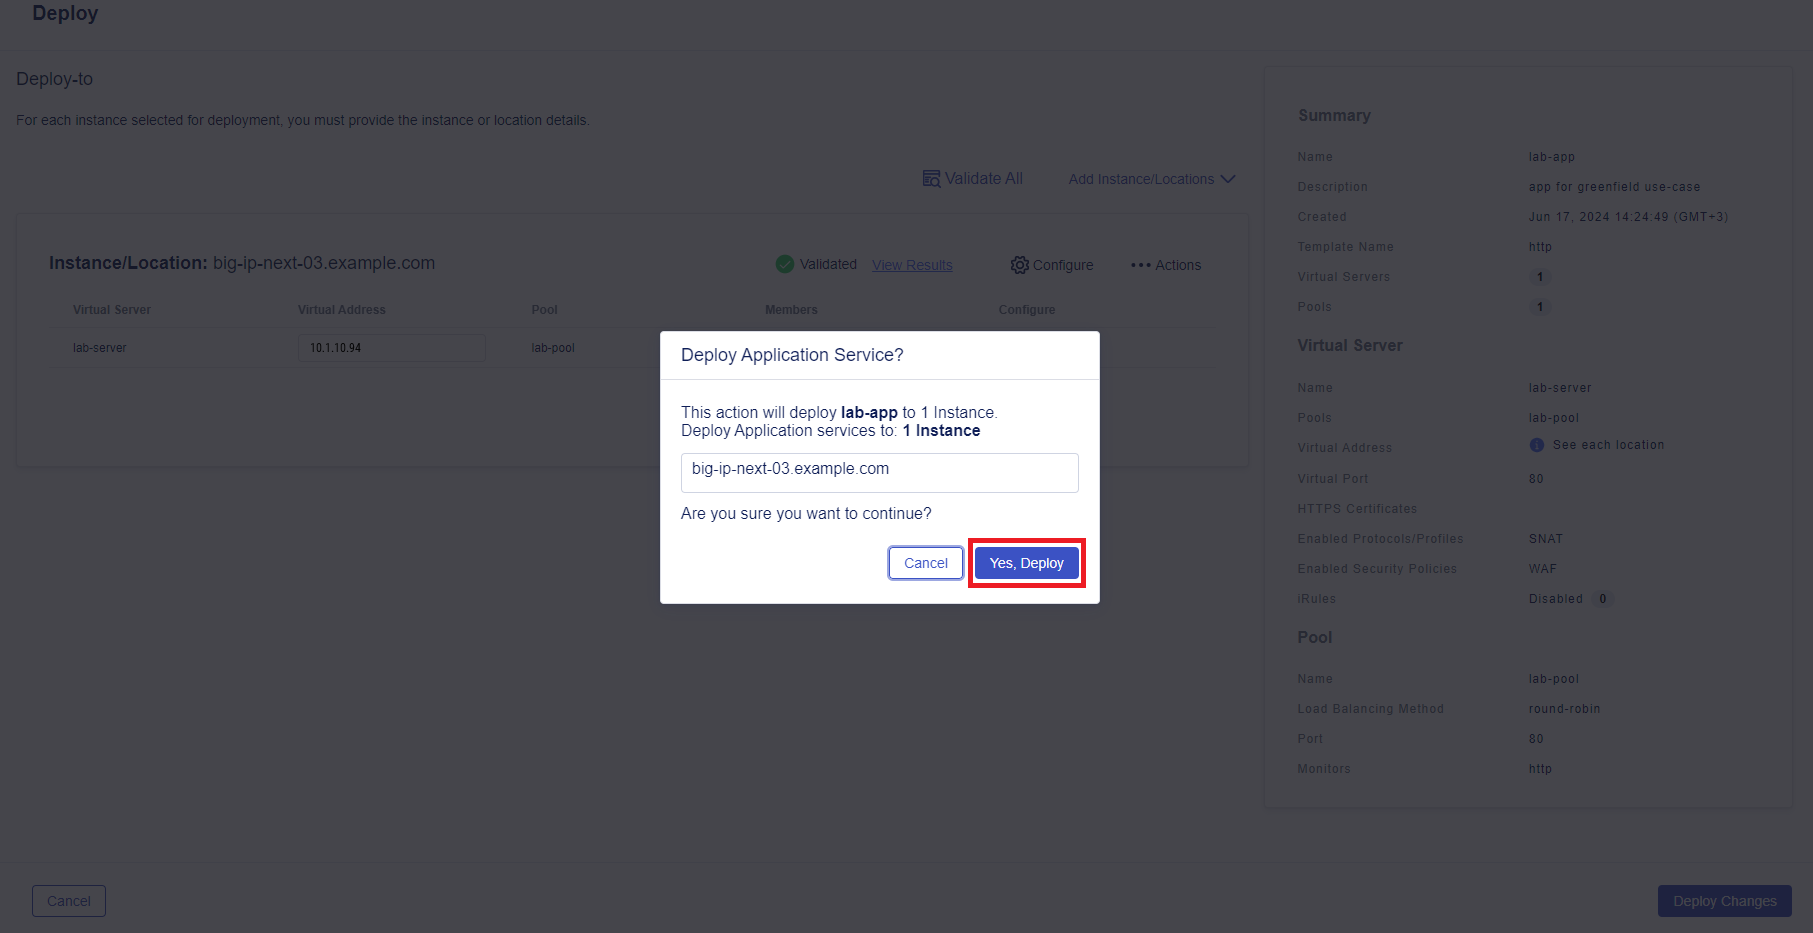 Deploy
Deploy-to
For each instance selected for deployment, you must provide the instance or location details.
Validate All
Add Instance/Locations
Instance/Location: big-ip-next-03.example.com
Validated
View Results
Configure
Actions
Virtual Server Virtual Address Pool Members Configure
lab-server 10.1.10.94 lab-pool
Deploy Application Service?
This action will deploy lab-app to 1 Instance.
Deploy Application services to: 1 Instance
big-ip-next-03.example.com
Are you sure you want to continue?
Cancel
Yes, Deploy
Summary
Name lab-app
Description app for greenfield use-case
Created Jun 17, 2024 14:24:49 (GMT+3)
Template Name http
Virtual Servers 1
Pools 1
Virtual Server
Name lab-server
Pools lab-pool
Virtual Address See each location
Virtual Port 80
HTTPS Certificates
Enabled Protocols/Profiles SNAT
Enabled Security Policies WAF
iRules Disabled 0
Pool
Name lab-pool
Load Balancing Method round-robin
Port 80
Monitors http
Cancel
Deploy Changes